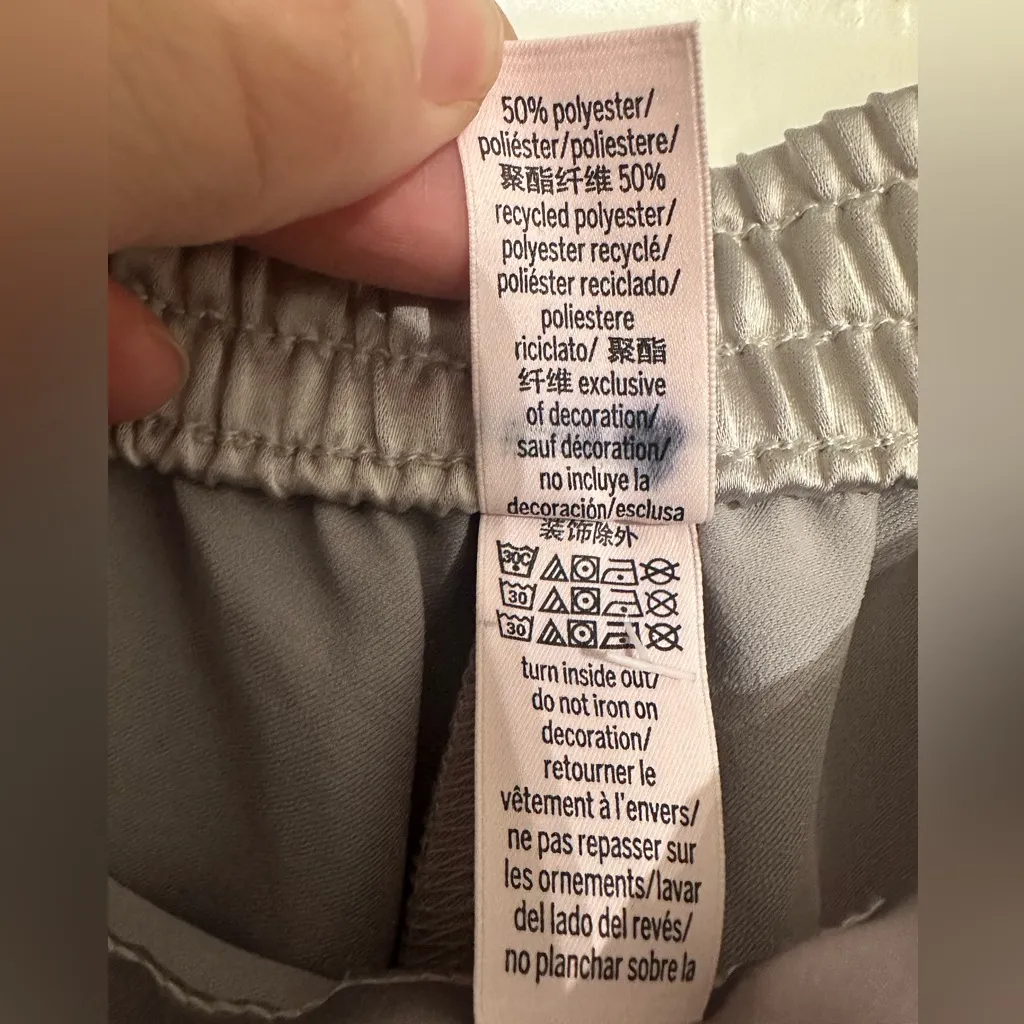 50% polyester/
poliéster/poliestere/
聚酯纤维 50%
recycled polyester/
polyester recyclé/
poliéster reciclado/
poliestere
riciclato/ 聚酯
纤维 exclusive
of decoration/
sauf décoration/
no incluye la
decoración/esclusa
装饰除外
30C
30
30
turn inside out/
do not iron on
decoration/
retourner le
vêtement à l'envers/
ne pas repasser sur
les ornements/lavar
del lado del revés/
no planchar sobre la